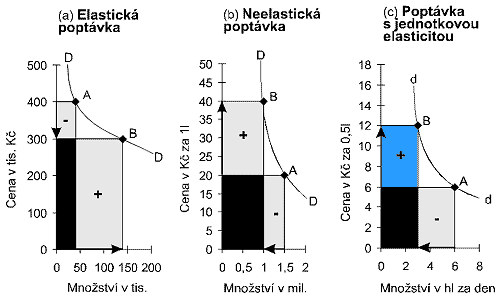 (a) Elastická
poptávka
D
500
400
300
200
100
0
A
B
D
-
+
Cena v tis. Kč
0 50 100 150 200
Množství v tis.
(b) Neelastická
poptávka
D
50
45
40
35
30
25
20
15
10
5
0
B
A
D
+
-
Cena v Kč za 1l
0 0,5 1 1,5 2
Množství v mil.
(c) Poptávka
s jednotkovou
elasticitou
d
18
16
14
12
10
8
6
4
2
0
B
A
d
+
-
Cena v Kč za 0,5l
0 2 4 6 8
Množství v hl za den